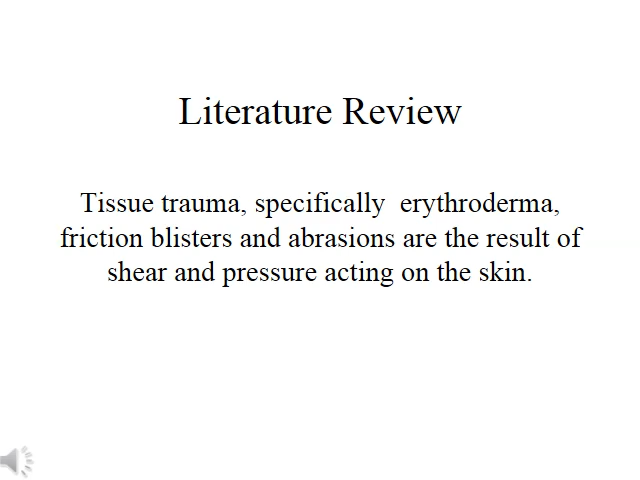 Literature Review
Tissue trauma, specifically  erythroderma,
friction blisters and abrasions are the result of
shear and pressure acting on the skin.